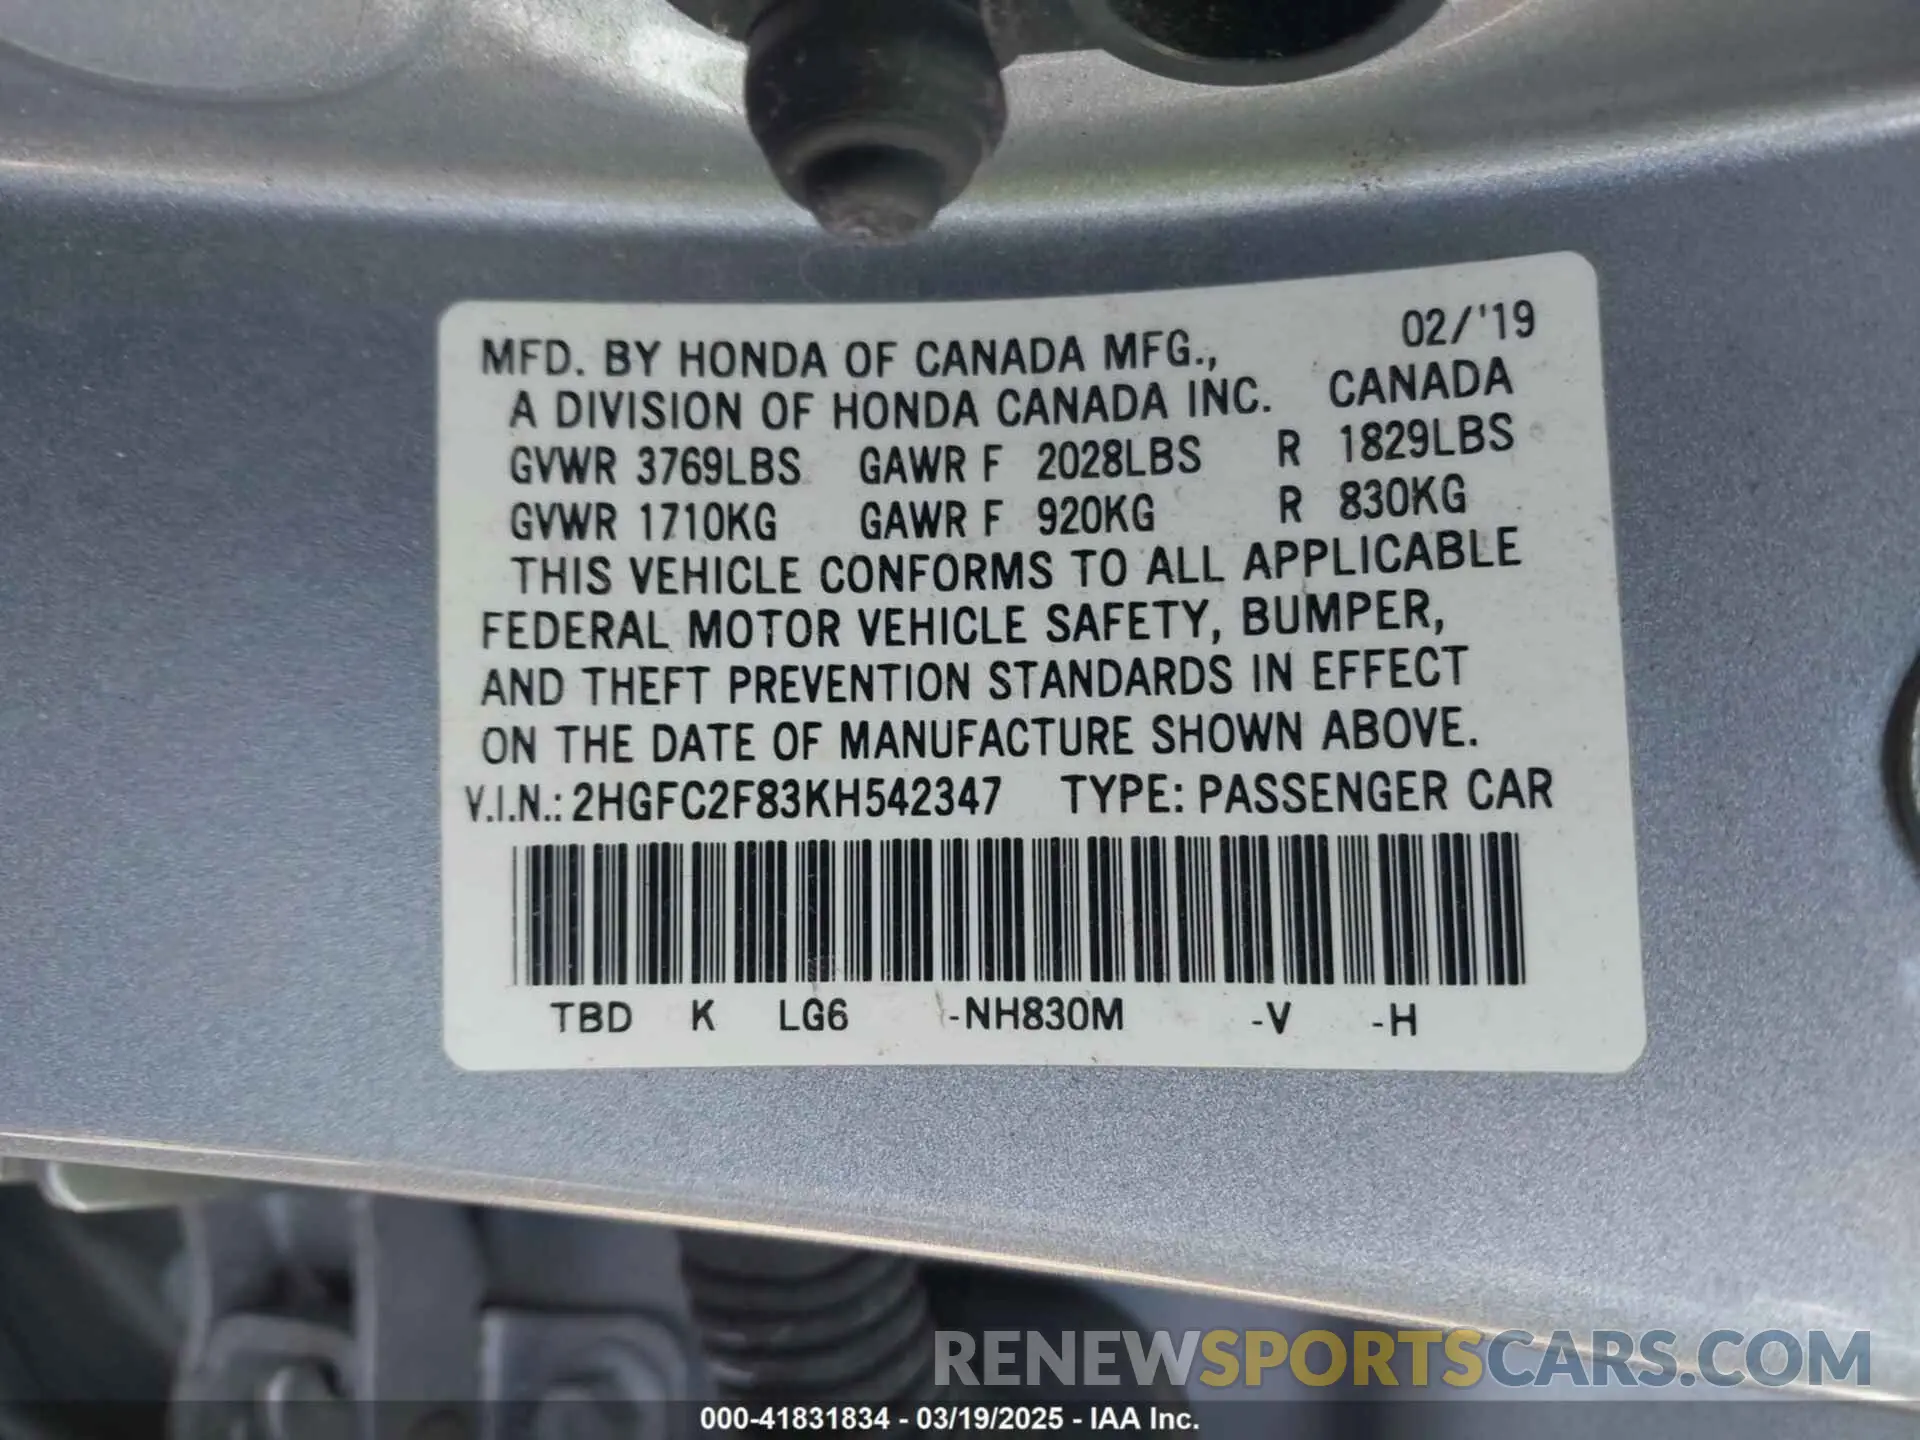 MFD. BY HONDA OF CANADA MFG., 02/'19
A DIVISION OF HONDA CANADA INC. CANADA
GVWR 3769LBS GAWR F 2028LBS R 1829LBS
GVWR 1710KG GAWR F 920KG R 830KG
THIS VEHICLE CONFORMS TO ALL APPLICABLE
FEDERAL MOTOR VEHICLE SAFETY, BUMPER,
AND THEFT PREVENTION STANDARDS IN EFFECT
ON THE DATE OF MANUFACTURE SHOWN ABOVE.
V.I.N.: 2HGFC2F83KH542347 TYPE: PASSENGER CAR
TBD K LG6 -NH830M -V -H
RENEWSPORTSCARS.COM
000-41831834 - 03/19/2025 - IAA Inc.